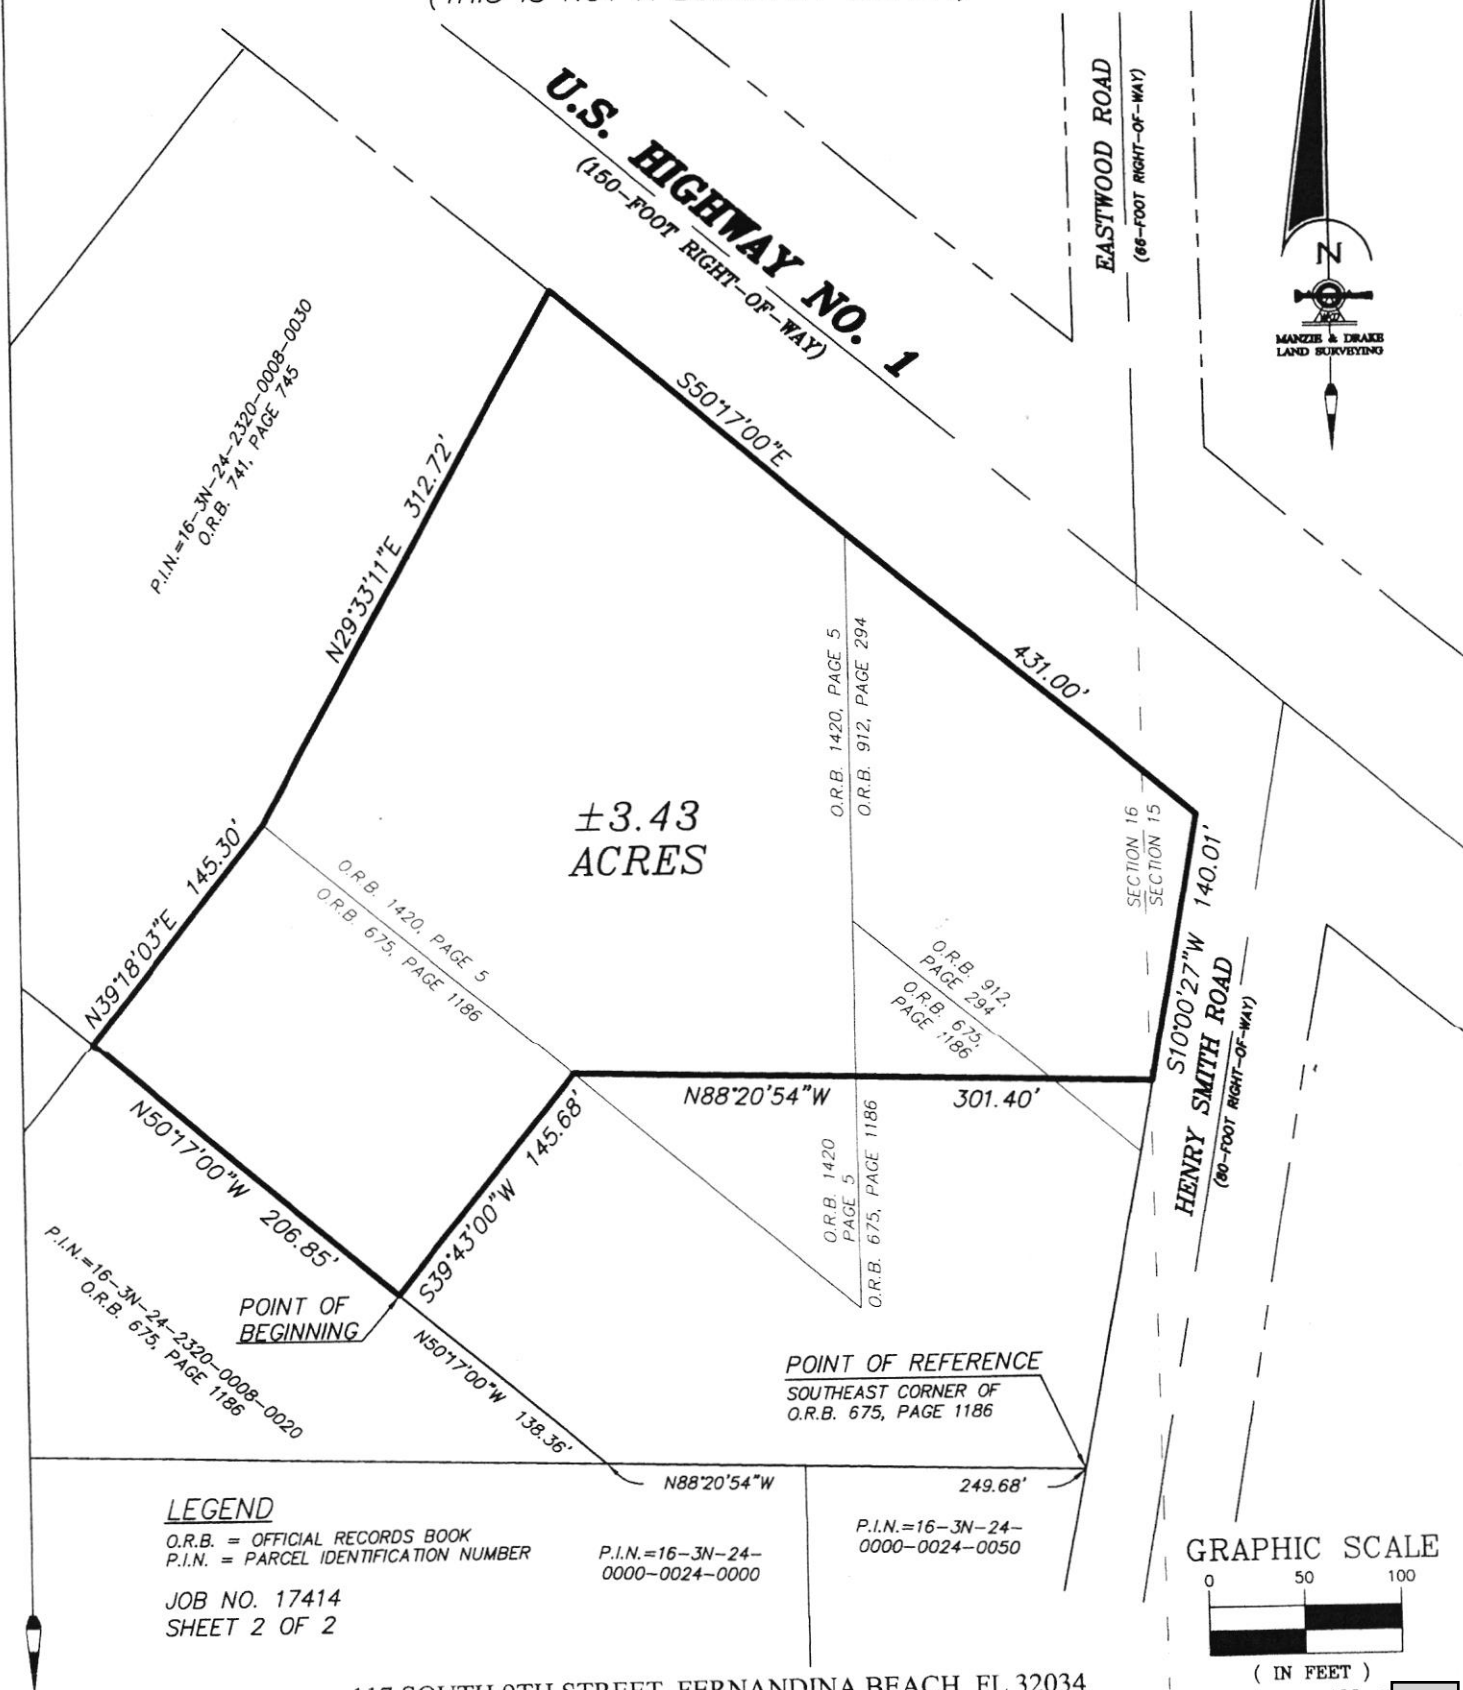 U.S. HIGHWAY NO. 1
(150-FOOT RIGHT-OF-WAY)
EASTWOOD ROAD
(66-FOOT RIGHT-OF-WAY)
N
MANZIE & DRAKE
LAND SURVEYING
P.I.N.=16-3N-24-2320-0008-0030
O.R.B. 741, PAGE 745
N29°33'11"E 312.72'
S50°17'00"E
431.00'
O.R.B. 1420, PAGE 5
O.R.B. 912, PAGE 294
±3.43
ACRES
SECTION 16
SECTION 15
S10°00'27"W 140.01'
HENRY SMITH ROAD
(80-FOOT RIGHT-OF-WAY)
N39°18'03"E 145.30'
O.R.B. 1420, PAGE 5
O.R.B. 675, PAGE 1186
O.R.B. 912,
PAGE 294
O.R.B. 675,
PAGE 1186
N88°20'54"W 301.40'
N50°17'00"W 206.85'
S39°43'00"W 145.68'
O.R.B. 1420
PAGE 5
O.R.B. 675, PAGE 1186
P.I.N.=16-3N-24-2320-0008-0020
O.R.B. 675, PAGE 1186
POINT OF
BEGINNING
N50°17'00"W 138.36'
POINT OF REFERENCE
SOUTHEAST CORNER OF
O.R.B. 675, PAGE 1186
N88°20'54"W 249.68'
LEGEND
O.R.B. = OFFICIAL RECORDS BOOK
P.I.N. = PARCEL IDENTIFICATION NUMBER
JOB NO. 17414
SHEET 2 OF 2
P.I.N.=16-3N-24-
0000-0024-0000
P.I.N.=16-3N-24-
0000-0024-0050
GRAPHIC SCALE
0 50 100
( IN FEET )
117 SOUTH 9TH STREET, FERNANDINA BEACH, FL 32034